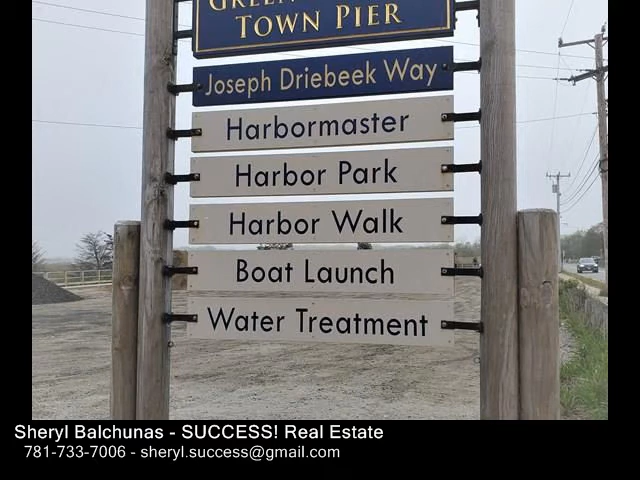 Town Pier
Joseph Driebeek Way
Harbormaster
Harbor Park
Harbor Walk
Boat Launch
Water Treatment
Sheryl Balchunas - SUCCESS! Real Estate
781-733-7006 - sheryl.success@gmail.com